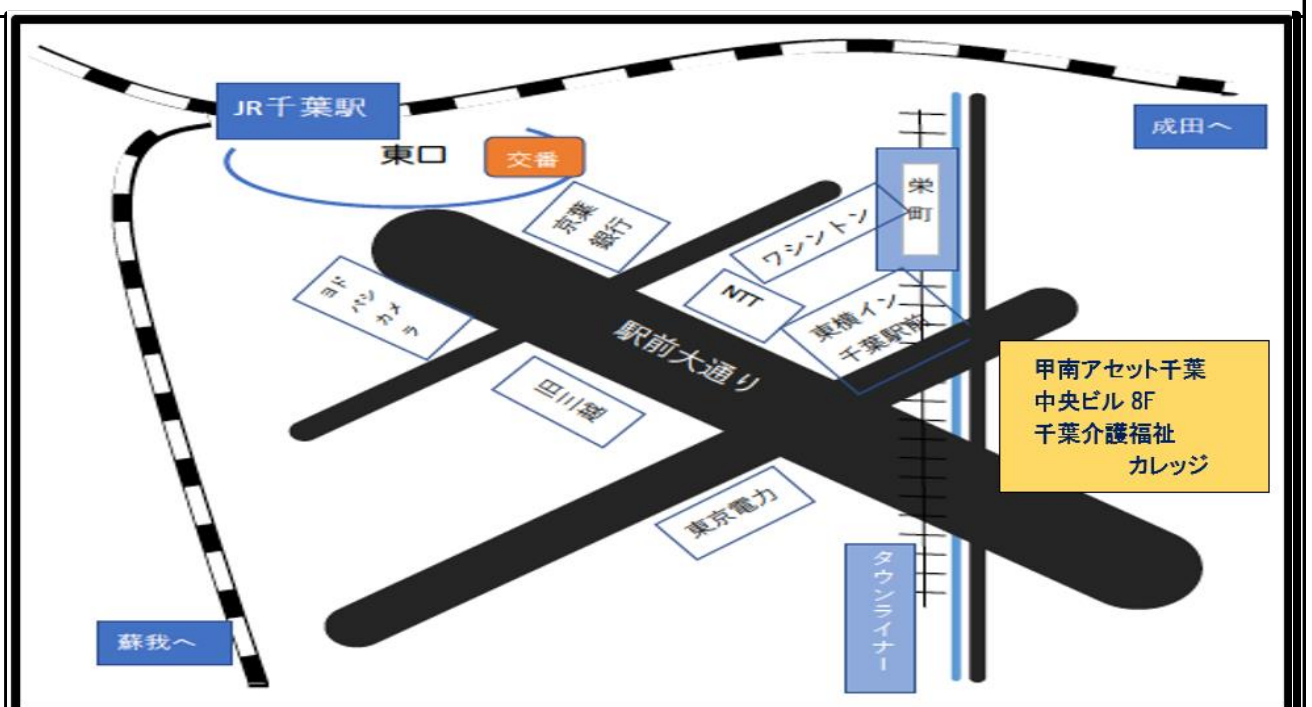 JR千葉駅
東口
交番
成田へ
京葉
銀行
ワシントン
栄
町
ヨド
バシ
カメ
ラ
NTT
東横イン
千葉駅前
駅前大通り
旧三越
甲南アセット千葉
中央ビル 8F
千葉介護福祉
カレッジ
東京電力
タウンライナー
蘇我へ